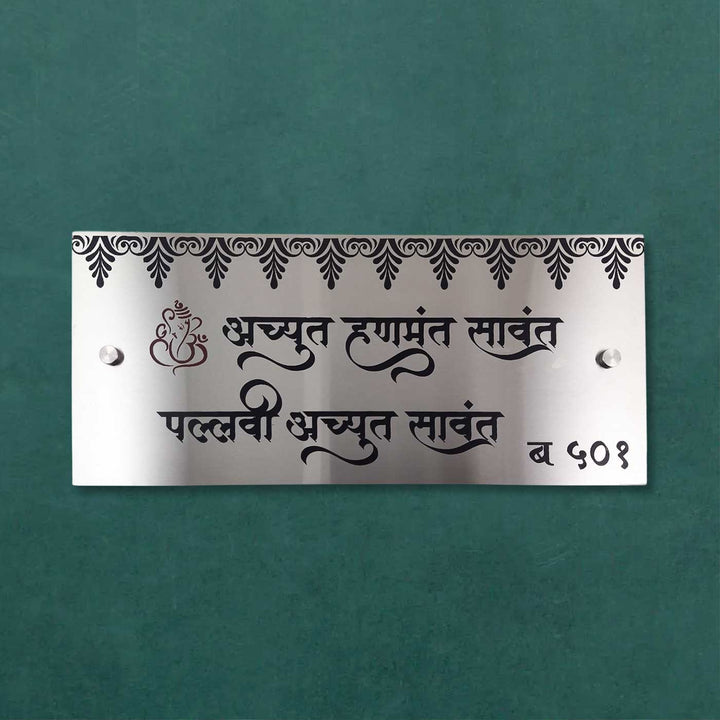 अच्युत हणमंत सावंत
पल्लवी अच्युत सावंत
ब ५०१